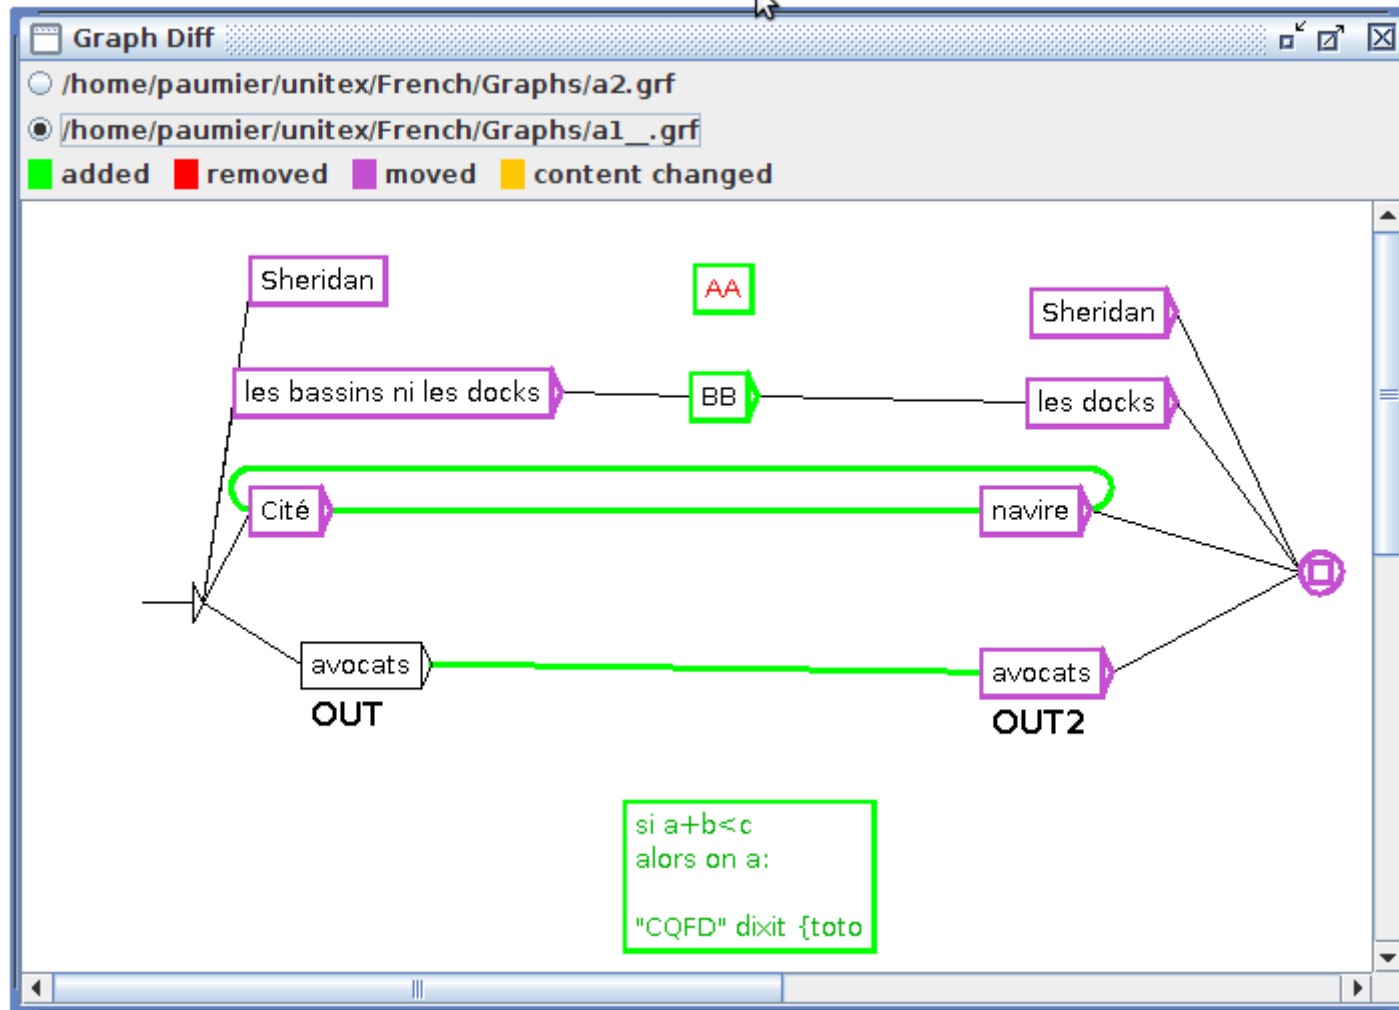 Graph Diff
/home/paumier/unitex/French/Graphs/a2.grf
/home/paumier/unitex/French/Graphs/a1__.grf
added removed moved content changed
Sheridan
AA
Sheridan
les bassins ni les docks
BB
les docks
Cité
navire
avocats
avocats
OUT
OUT2
si a+b<c
alors on a:
"CQFD" dixit {toto